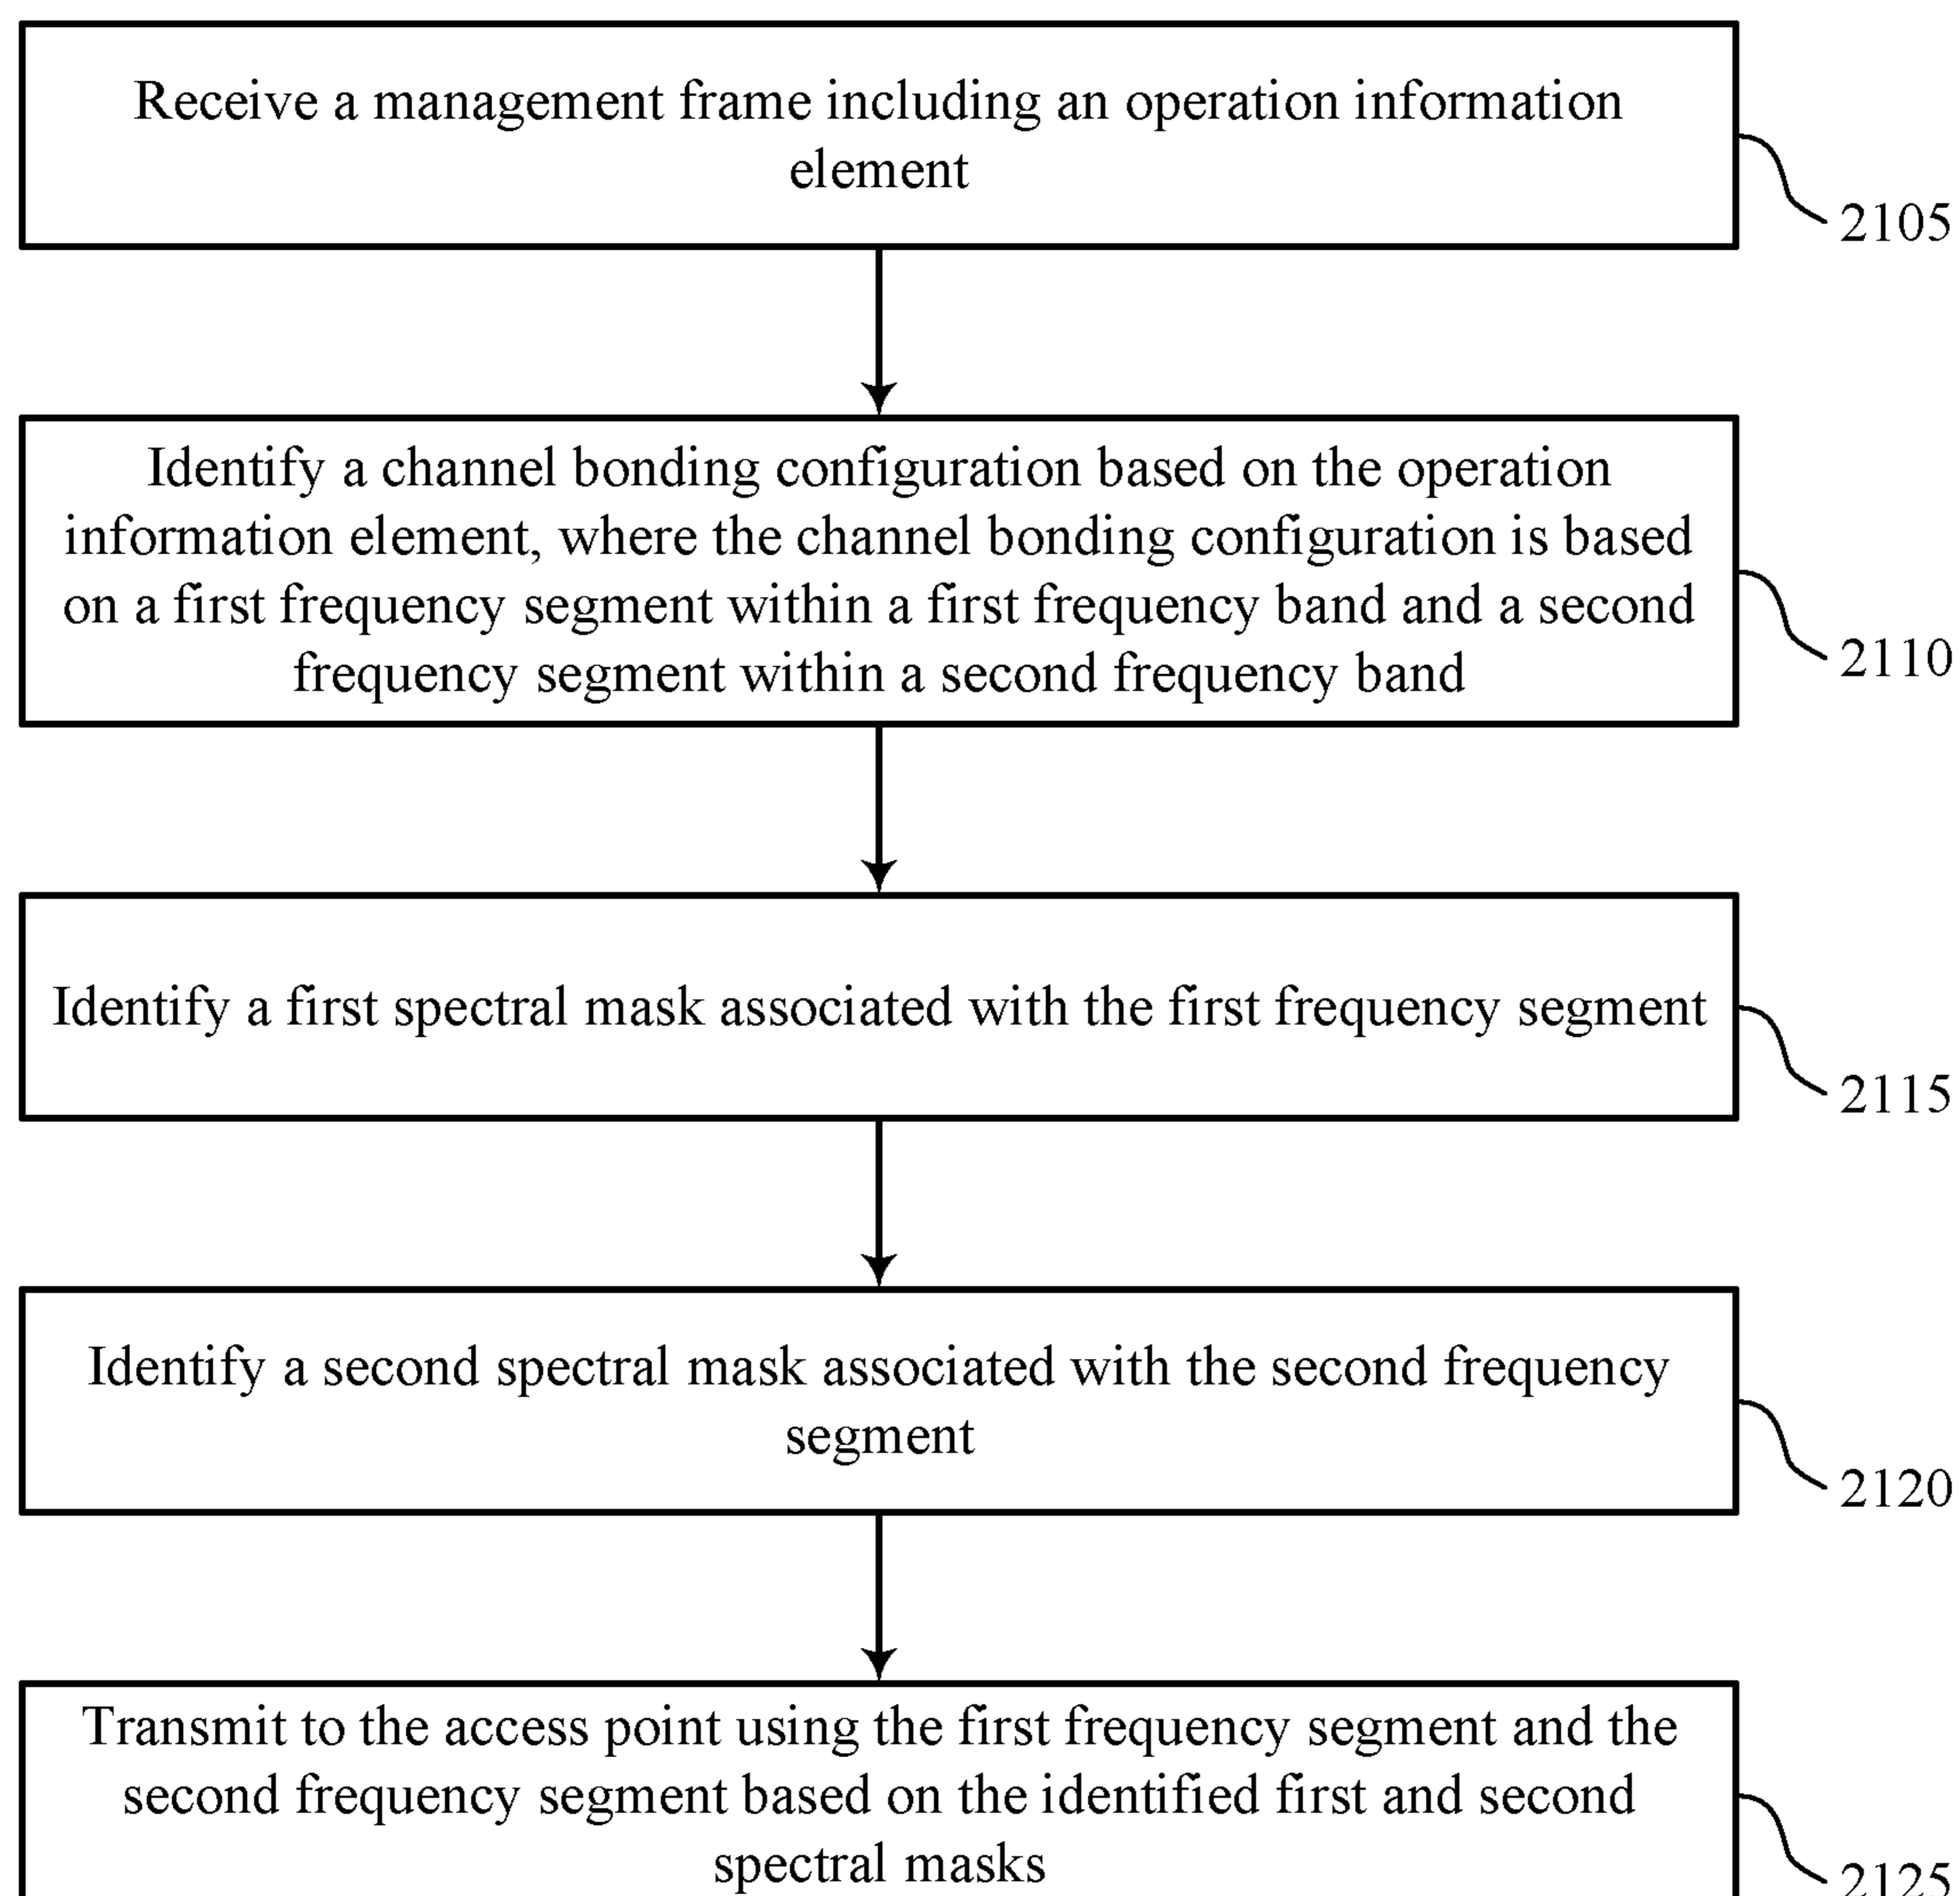 Receive a management frame including an operation information
element
2105
Identify a channel bonding configuration based on the operation
information element, where the channel bonding configuration is based
on a first frequency segment within a first frequency band and a second
frequency segment within a second frequency band
2110
Identify a first spectral mask associated with the first frequency segment
2115
Identify a second spectral mask associated with the second frequency
segment
2120
Transmit to the access point using the first frequency segment and the
second frequency segment based on the identified first and second
spectral masks
2125